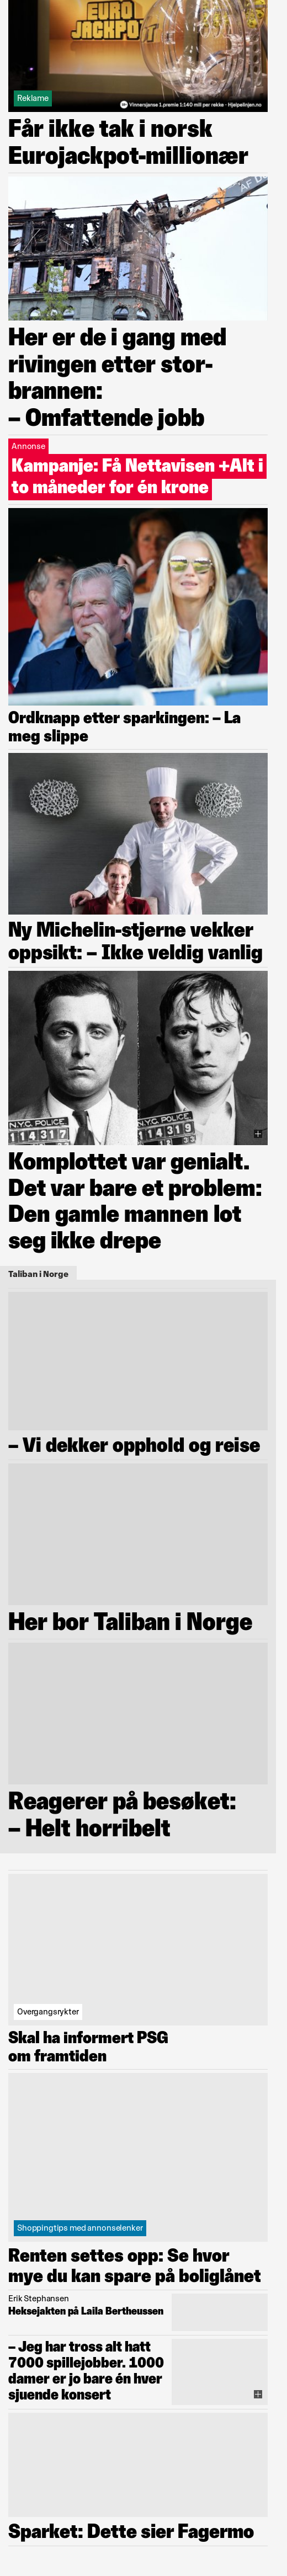 EURO
JACKPOT
Reklame
Vinnersjanse 1.premie 1:140 mill per rekke - Hjelpelinjen.no
Får ikke tak i norsk
Eurojackpot-millionær
AF
Her er de i gang med
rivingen etter stor-
brannen:
– Omfattende jobb
Annonse
Kampanje: Få Nettavisen +Alt i
to måneder for én krone
Ordknapp etter sparkingen: – La
meg slippe
Ny Michelin-stjerne vekker
oppsikt: – Ikke veldig vanlig
N.Y.C. POLICE
114317
N.Y.C. POLICE
114319
Komplottet var genialt.
Det var bare et problem:
Den gamle mannen lot
seg ikke drepe
Taliban i Norge
– Vi dekker opphold og reise
Her bor Taliban i Norge
Reagerer på besøket:
– Helt horribelt
Overgangsrykter
Skal ha informert PSG
om framtiden
Shoppingtips med annonselenker
Renten settes opp: Se hvor
mye du kan spare på boliglånet
Erik Stephansen
Heksejakten på Laila Bertheussen
– Jeg har tross alt hatt
7000 spillejobber. 1000
damer er jo bare én hver
sjuende konsert
Sparket: Dette sier Fagermo